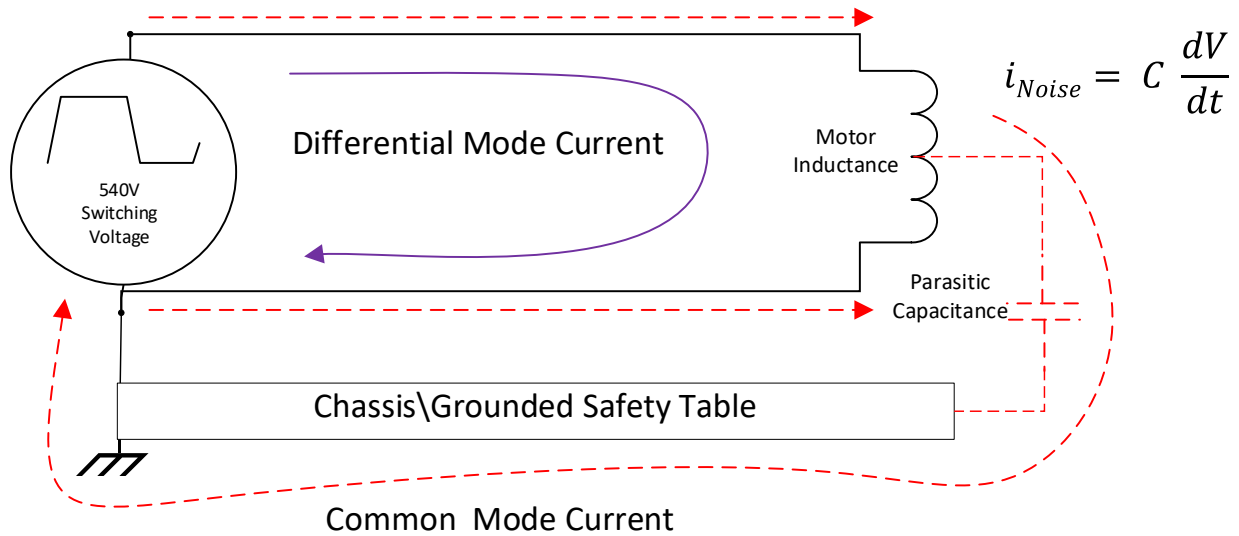 i_Noise = C dV/dt
Differential Mode Current
Motor
Inductance
540V
Switching
Voltage
Parasitic
Capacitance
Chassis\Grounded Safety Table
Common Mode Current